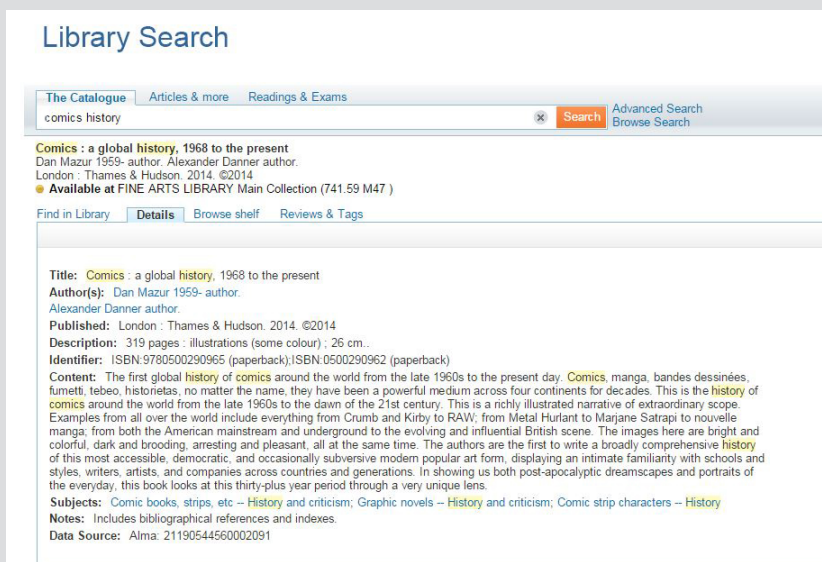 Library Search
The Catalogue Articles & more Readings & Exams
comics history
Search
Advanced Search
Browse Search
Comics : a global history, 1968 to the present
Dan Mazur 1959- author. Alexander Danner author.
London : Thames & Hudson. 2014. ©2014
Available at FINE ARTS LIBRARY Main Collection (741.59 M47 )
Find in Library Details Browse shelf Reviews & Tags
Title: Comics : a global history, 1968 to the present
Author(s): Dan Mazur 1959- author.
Alexander Danner author.
Published: London : Thames & Hudson. 2014. ©2014
Description: 319 pages : illustrations (some colour) ; 26 cm..
Identifier: ISBN:9780500290965 (paperback);ISBN:0500290962 (paperback)
Content: The first global history of comics around the world from the late 1960s to the present day. Comics, manga, bandes dessinées,
fumetti, tebeo, historietas, no matter the name, they have been a powerful medium across four continents for decades. This is the history of
comics around the world from the late 1960s to the dawn of the 21st century. This is a richly illustrated narrative of extraordinary scope.
Examples from all over the world include everything from Crumb and Kirby to RAW; from Metal Hurlant to Marjane Satrapi to nouvelle
manga; from both the American mainstream and underground to the evolving and influential British scene. The images here are bright and
colorful, dark and brooding, arresting and pleasant, all at the same time. The authors are the first to write a broadly comprehensive history
of this most accessible, democratic, and occasionally subversive modern popular art form, displaying an intimate familiarity with schools and
styles, writers, artists, and companies across countries and generations. In showing us both post-apocalyptic dreamscapes and portraits of
the everyday, this book looks at this thirty-plus year period through a very unique lens.
Subjects: Comic books, strips, etc -- History and criticism; Graphic novels -- History and criticism; Comic strip characters -- History
Notes: Includes bibliographical references and indexes.
Data Source: Alma: 21190544560002091